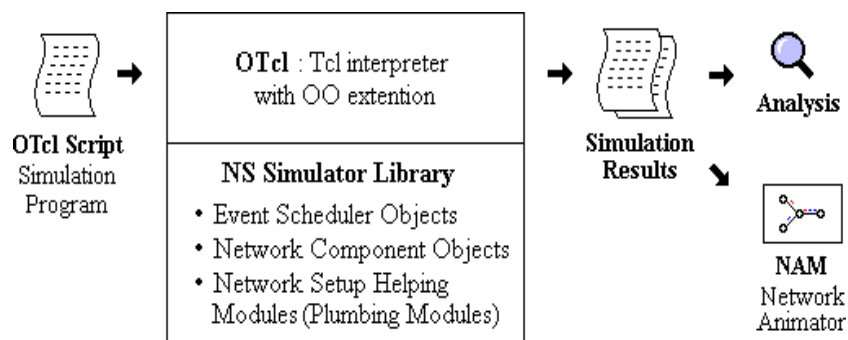 OTcl Script
Simulation
Program
OTcl : Tcl interpreter
with OO extention
NS Simulator Library
• Event Scheduler Objects
• Network Component Objects
• Network Setup Helping
Modules (Plumbing Modules)
Simulation
Results
Analysis
NAM
Network
Animator